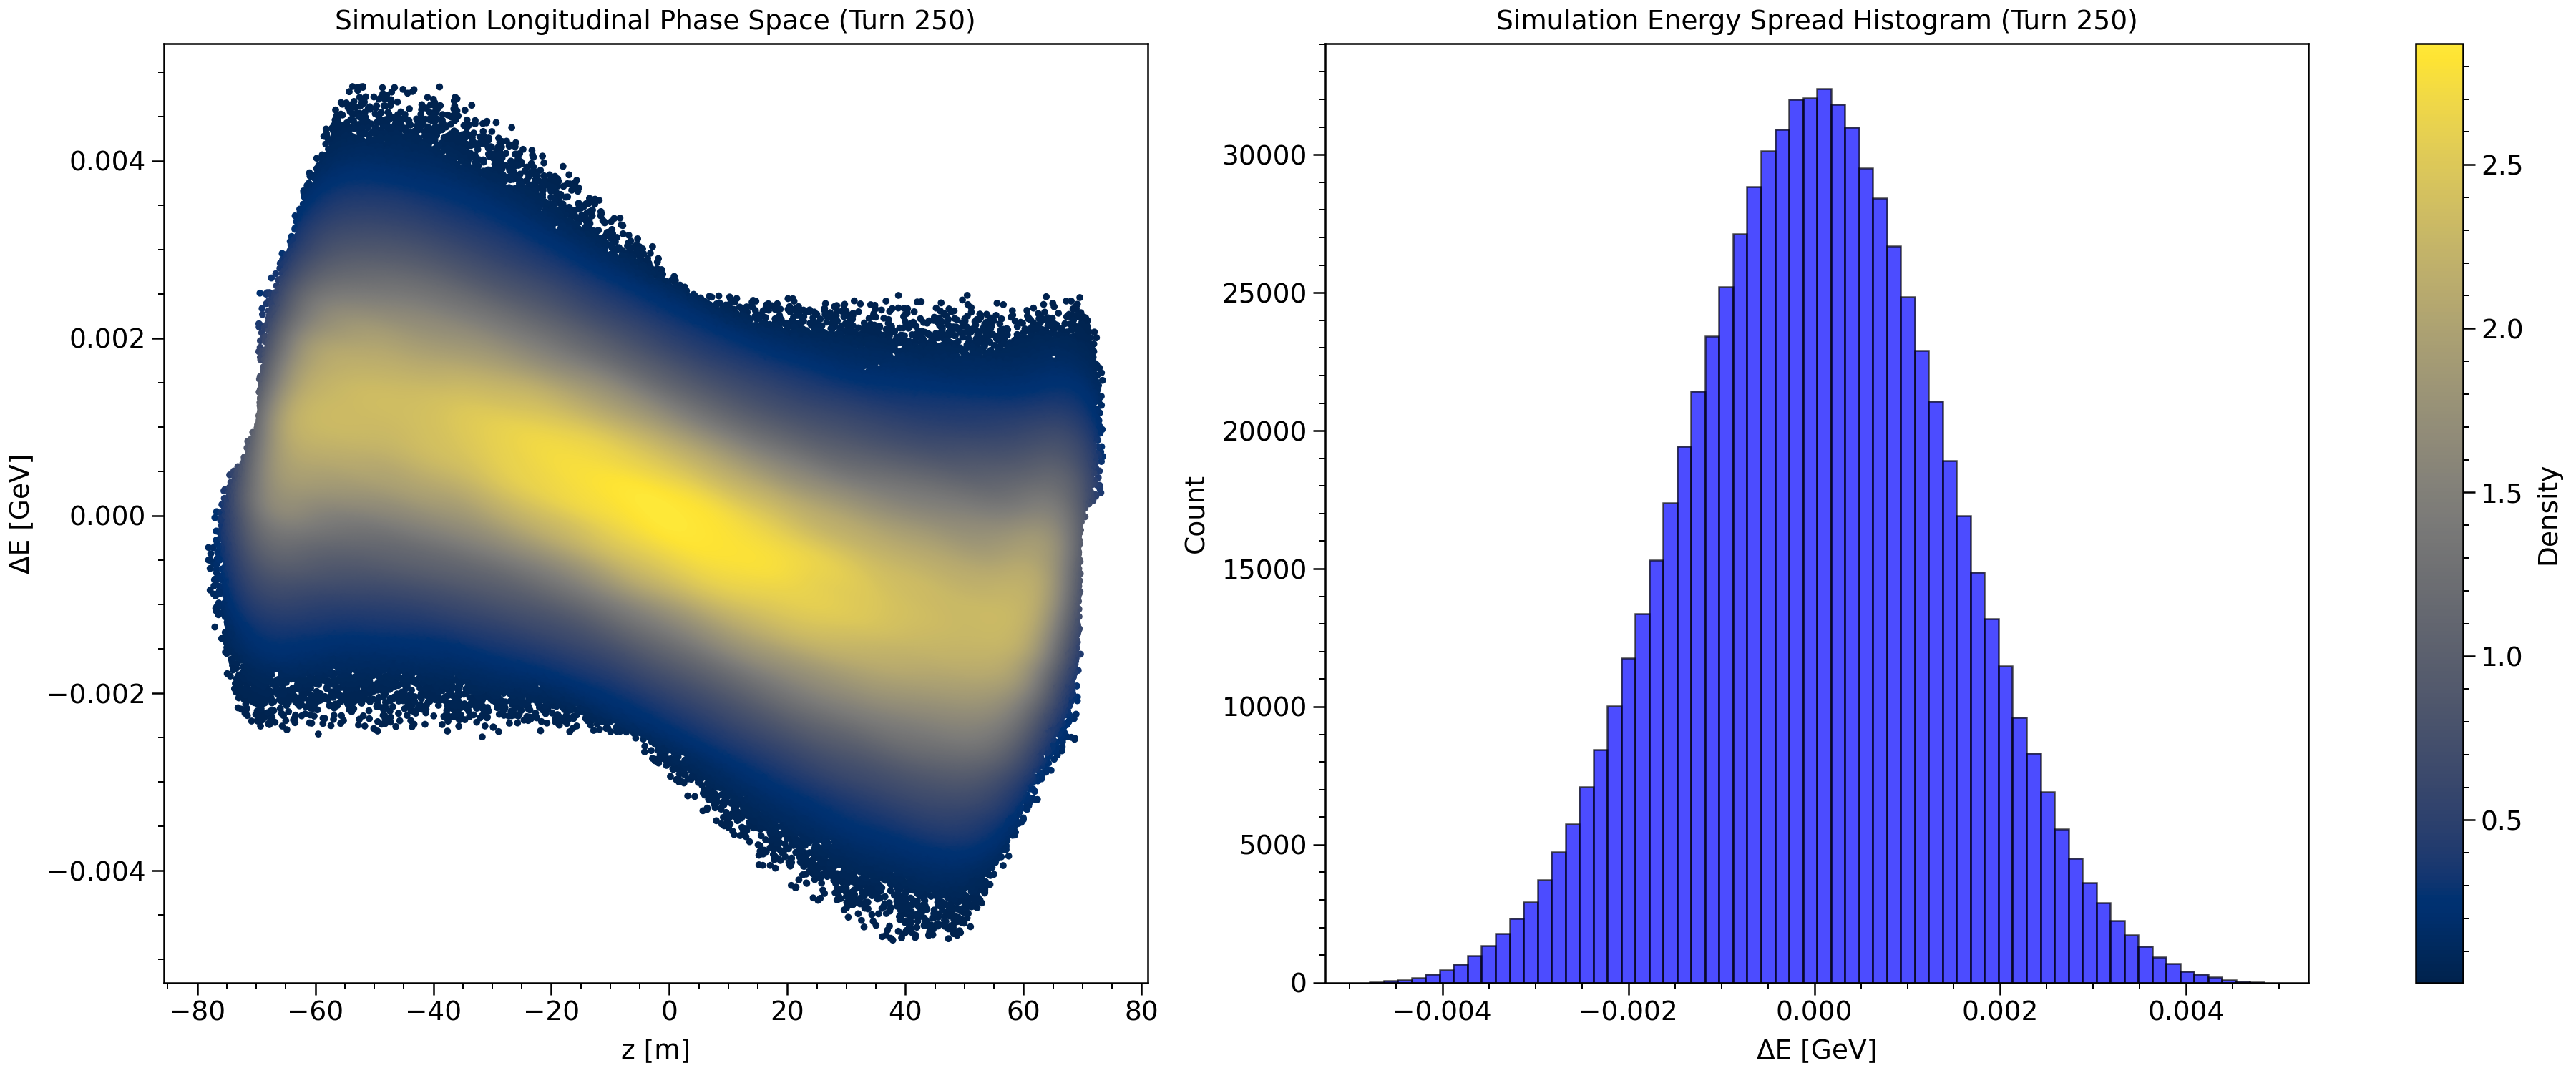 Simulation Longitudinal Phase Space (Turn 250)
ΔE [GeV]
0.004
0.002
0.000
−0.002
−0.004
−80 −60 −40 −20 0 20 40 60 80
z [m]
Simulation Energy Spread Histogram (Turn 250)
Count
30000
25000
20000
15000
10000
5000
0
−0.004 −0.002 0.000 0.002 0.004
ΔE [GeV]
2.5
2.0
1.5
1.0
0.5
Density